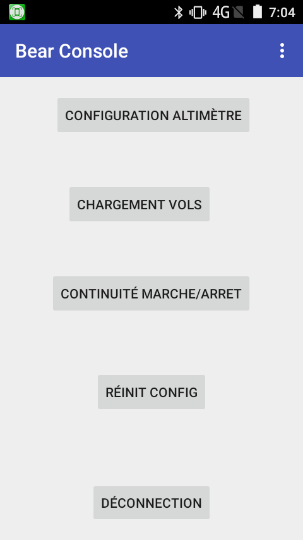 4G 7:04
Bear Console
CONFIGURATION ALTIMÈTRE
CHARGEMENT VOLS
CONTINUITÉ MARCHE/ARRET
RÉINIT CONFIG
DÉCONNECTION